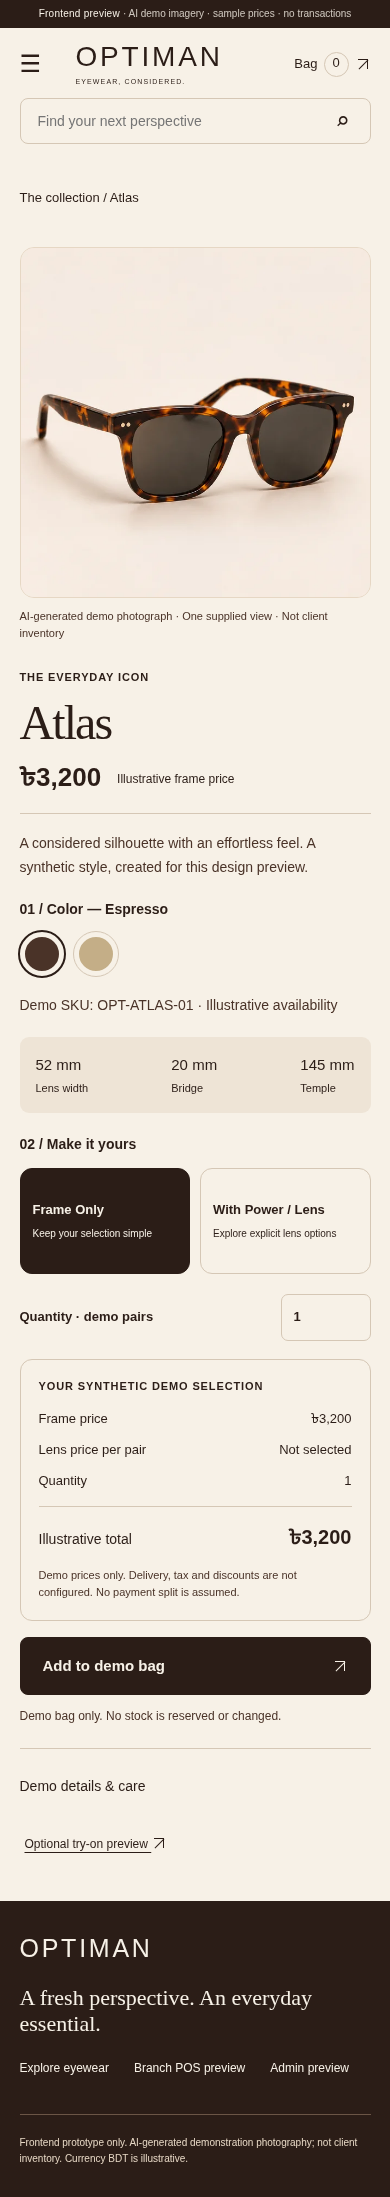 Frontend preview · AI demo imagery · sample prices · no transactions
OPTIMAN
EYEWEAR, CONSIDERED.
Bag 0
Find your next perspective
The collection / Atlas
AI-generated demo photograph · One supplied view · Not client
inventory
THE EVERYDAY ICON
Atlas
৳3,200 Illustrative frame price
A considered silhouette with an effortless feel. A
synthetic style, created for this design preview.
01 / Color — Espresso
Demo SKU: OPT-ATLAS-01 · Illustrative availability
52 mm 20 mm 145 mm
Lens width Bridge Temple
02 / Make it yours
Frame Only With Power / Lens
Keep your selection simple Explore explicit lens options
Quantity · demo pairs 1
YOUR SYNTHETIC DEMO SELECTION
Frame price ৳3,200
Lens price per pair Not selected
Quantity 1
Illustrative total ৳3,200
Demo prices only. Delivery, tax and discounts are not
configured. No payment split is assumed.
Add to demo bag
Demo bag only. No stock is reserved or changed.
Demo details & care
Optional try-on preview
OPTIMAN
A fresh perspective. An everyday
essential.
Explore eyewear Branch POS preview Admin preview
Frontend prototype only. AI-generated demonstration photography; not client
inventory. Currency BDT is illustrative.